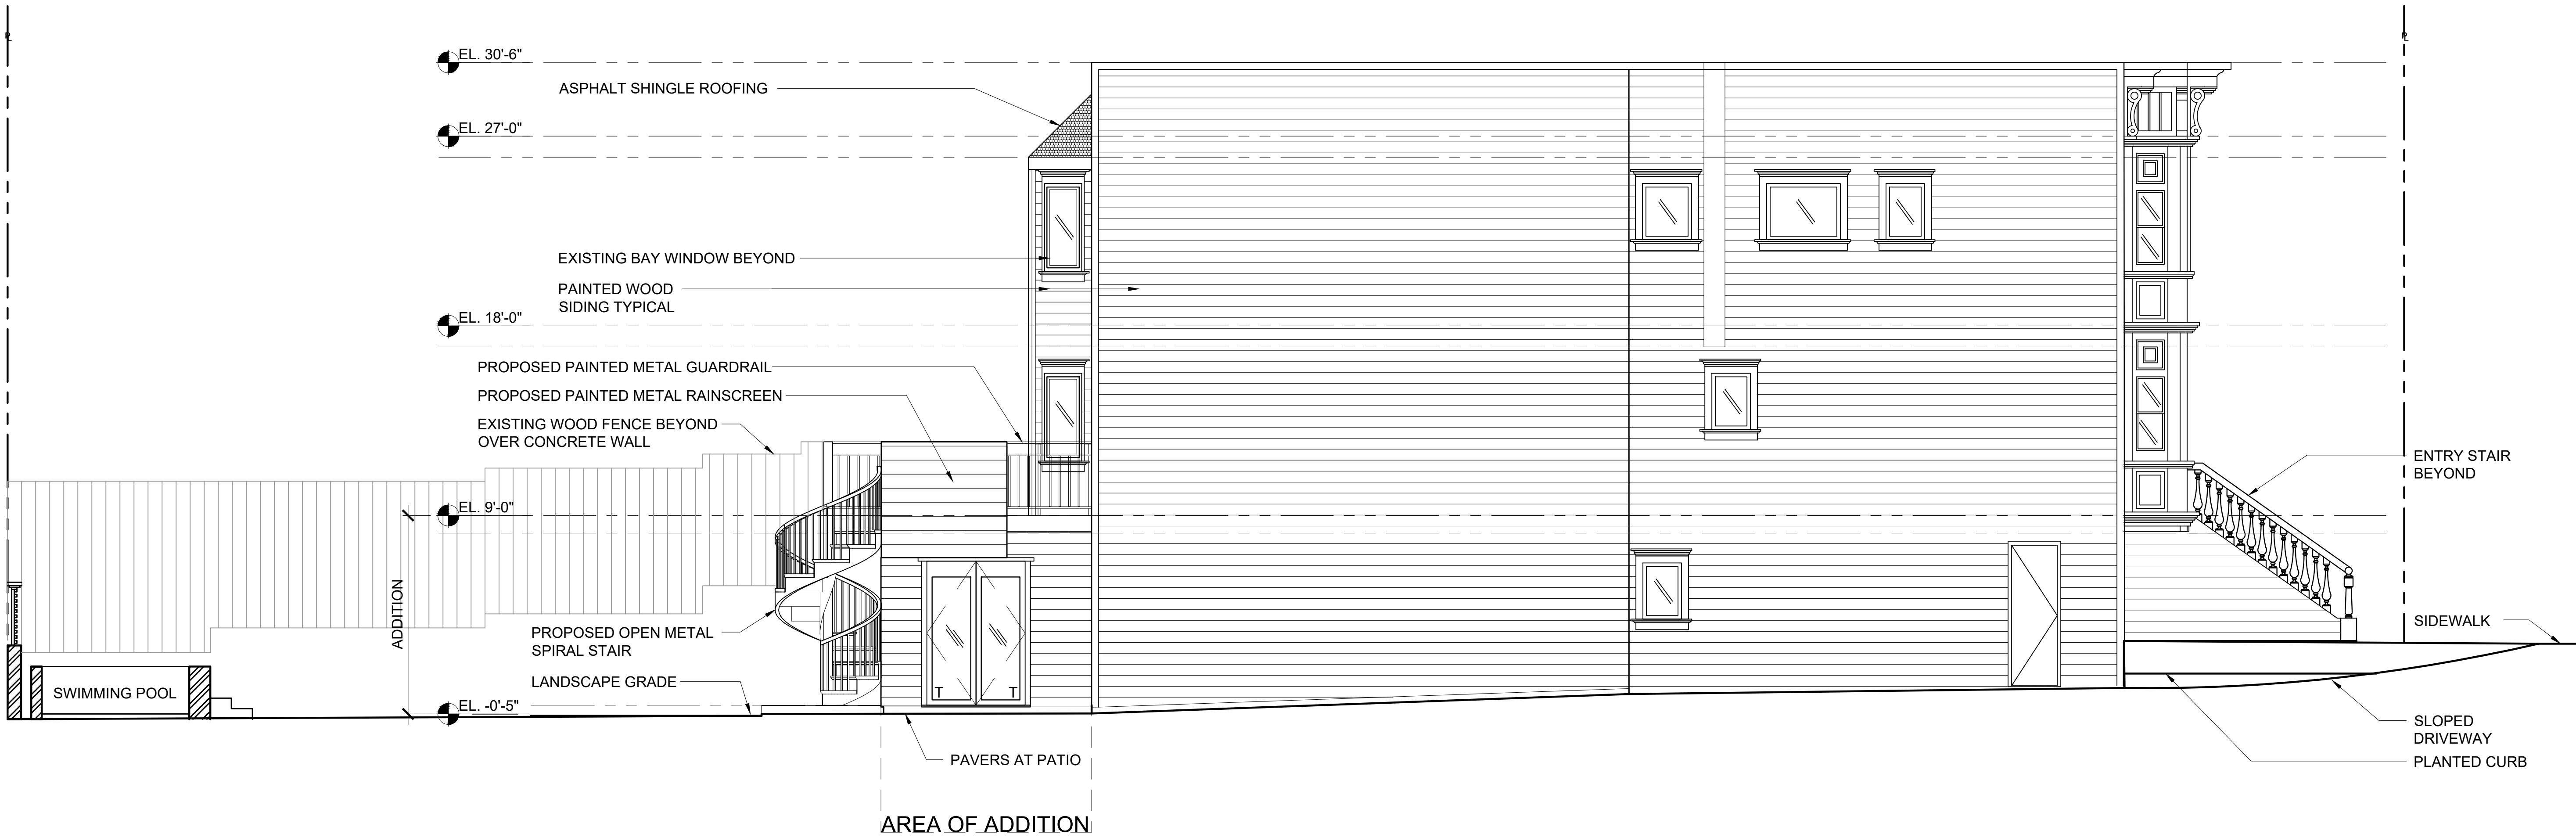 PL
PL
EL. 30'-6"
ASPHALT SHINGLE ROOFING
EL. 27'-0"
EXISTING BAY WINDOW BEYOND
PAINTED WOOD
SIDING TYPICAL
EL. 18'-0"
PROPOSED PAINTED METAL GUARDRAIL
PROPOSED PAINTED METAL RAINSCREEN
EXISTING WOOD FENCE BEYOND
OVER CONCRETE WALL
ENTRY STAIR
BEYOND
EL. 9'-0"
ADDITION
PROPOSED OPEN METAL
SPIRAL STAIR
SIDEWALK
LANDSCAPE GRADE
SWIMMING POOL
T
T
EL. -0'-5"
SLOPED
DRIVEWAY
PAVERS AT PATIO
PLANTED CURB
AREA OF ADDITION